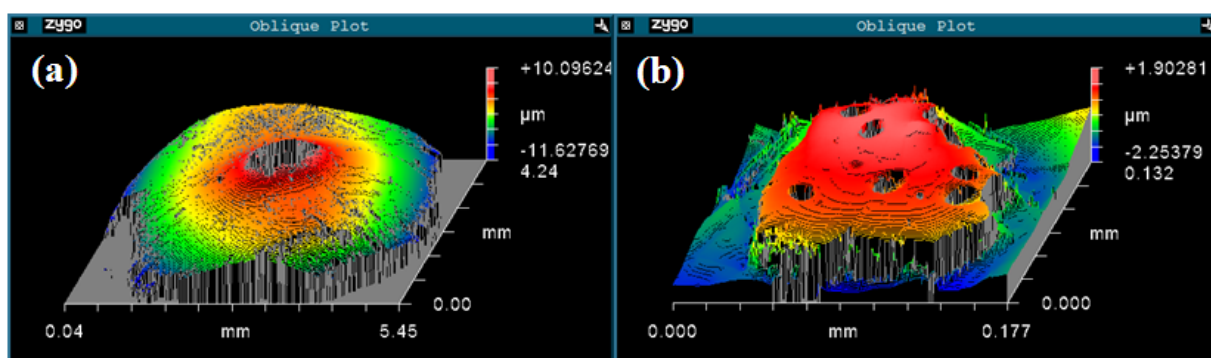 zygo Oblique Plot
(a)
+10.09624
µm
-11.62769
4.24
mm
0.00
0.04 mm 5.45
zygo Oblique Plot
(b)
+1.90281
µm
-2.25379
0.132
mm
0.000
0.000 mm 0.177